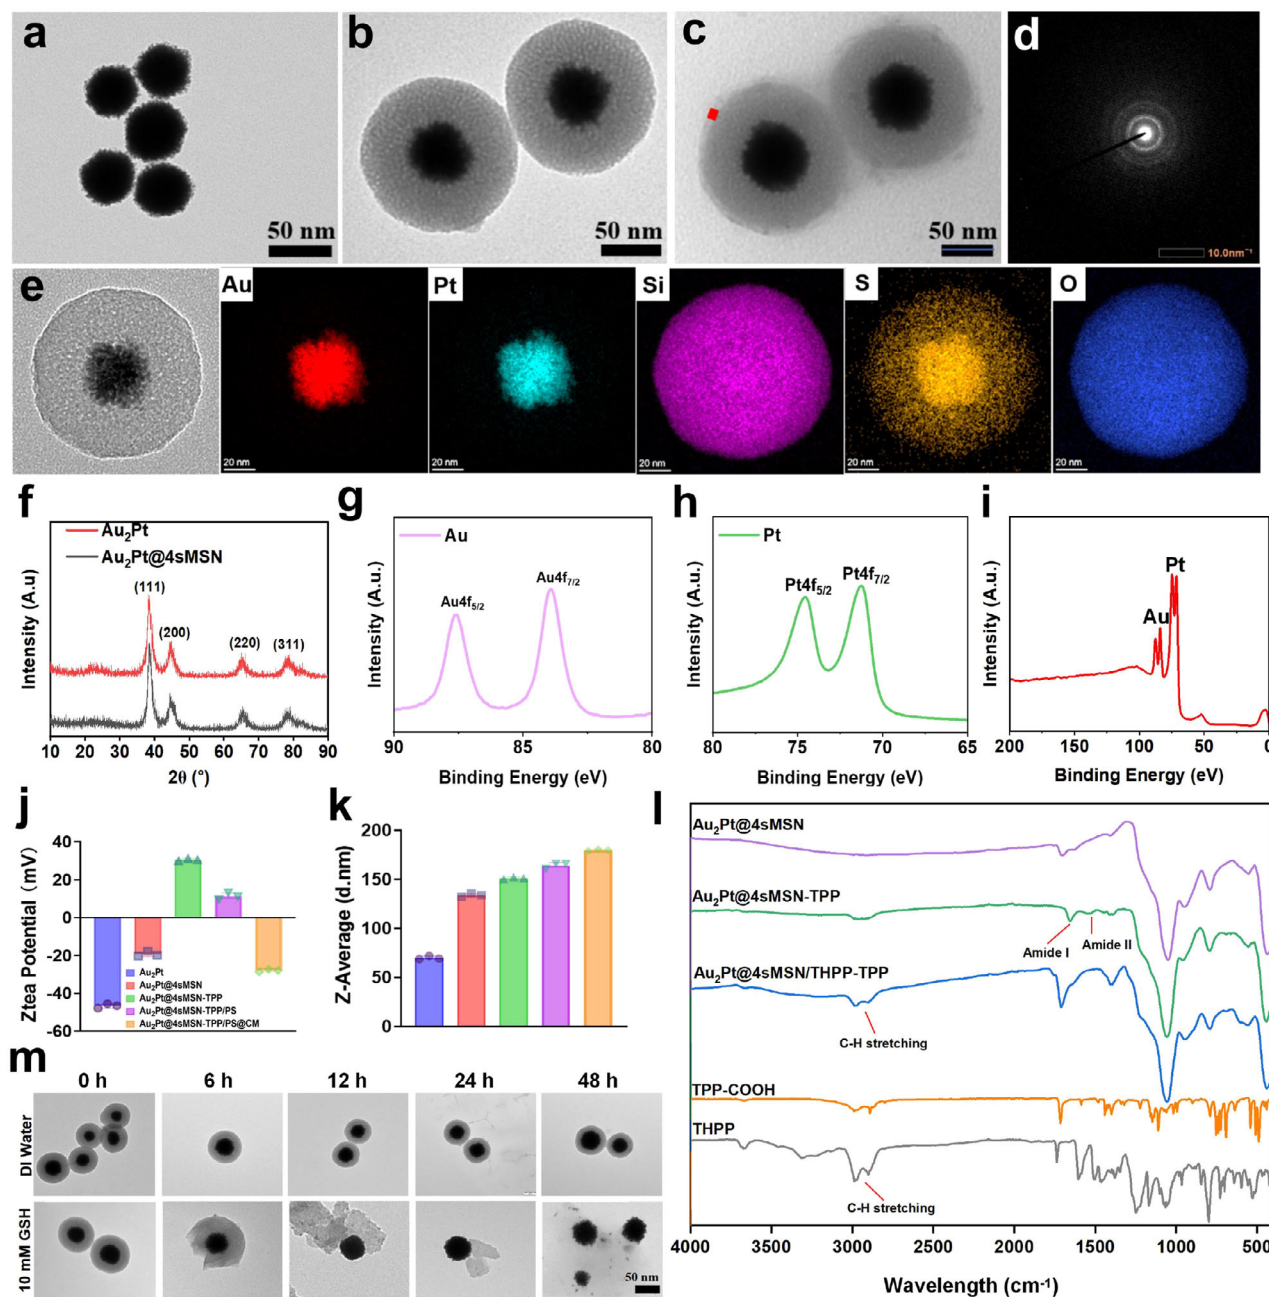 a
b
c
d
50 nm
50 nm
50 nm
10.0nm⁻¹
e
Au
Pt
Si
S
O
20 nm
20 nm
20 nm
20 nm
20 nm
f
Au₂Pt
Au₂Pt@4sMSN
(111)
(200)
(220)
(311)
Intensity (A.u)
10 20 30 40 50 60 70 80 90
2θ (°)
g
Au
Au4f₅/₂
Au4f₇/₂
Intensity (A.u.)
90 85 80
Binding Energy (eV)
h
Pt
Pt4f₅/₂
Pt4f₇/₂
Intensity (A.u.)
80 75 70 65
Binding Energy (eV)
i
Pt
Au
Intensity (A.u.)
200 150 100 50 0
Binding Energy (eV)
j
Ztea Potential (mV)
40
20
0
-20
-40
-60
Au₂Pt
Au₂Pt@4sMSN
Au₂Pt@4sMSN-TPP
Au₂Pt@4sMSN-TPP/PS
Au₂Pt@4sMSN-TPP/PS@CM
k
Z-Average (d.nm)
200
150
100
50
0
l
Au₂Pt@4sMSN
Au₂Pt@4sMSN-TPP
Amide I
Amide II
Au₂Pt@4sMSN/THPP-TPP
C-H stretching
TPP-COOH
THPP
C-H stretching
4000 3500 3000 2500 2000 1500 1000 500
Wavelength (cm⁻¹)
m
0 h
6 h
12 h
24 h
48 h
DI Water
10 mM GSH
50 nm